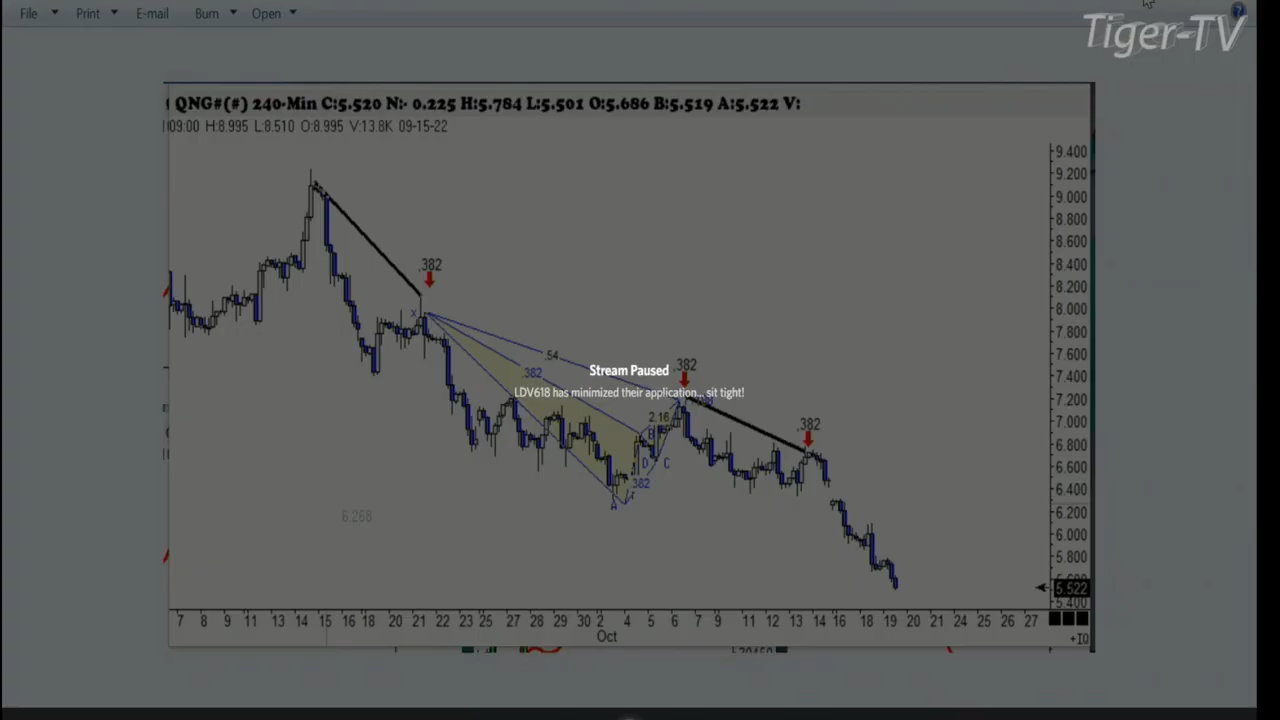 File Print E-mail Burn Open
Tiger-TV
QNG#(#) 240-Min C:5.520 N:- 0.225 H:5.784 L:5.501 O:5.686 B:5.519 A:5.522 V:
09:00 H:8.995 L:8.510 O:8.995 V:13.8K 09-15-22
9.400
9.200
9.000
8.800
8.600
.382
8.400
8.200
x
8.000
7.800
.54
7.600
Stream Paused
.382
.382
7.400
LDV618 has minimized their application... sit tight!
7.200
2.16
.382
7.000
B
6.800
D C
6.600
.382
6.400
A
6.268
6.200
6.000
5.800
5.522
5.400
7 8 9 11 13 14 15 18 20 21 22 23 25 27 28 29 30 2 4 5 6 7 9 11 12 13 14 16 18 19 20 21 24 25 26 27
Oct
+IQ